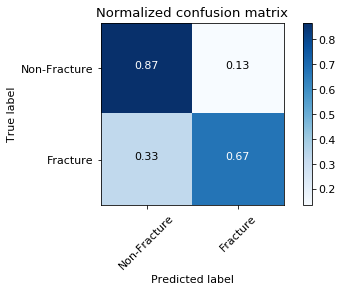 Normalized confusion matrix
True label
Non-Fracture
Fracture
0.87
0.13
0.33
0.67
Non-Fracture
Fracture
Predicted label
0.8
0.7
0.6
0.5
0.4
0.3
0.2